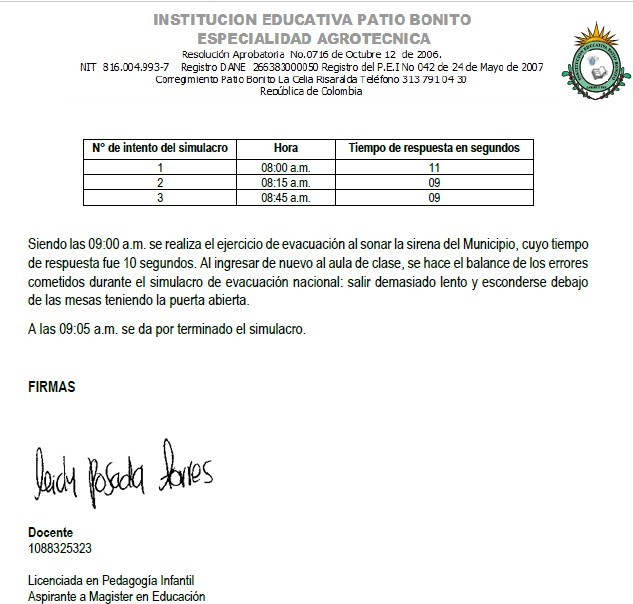 INSTITUCION EDUCATIVA PATIO BONITO
ESPECIALIDAD AGROTECNICA
Resolución Aprobatoria No.0716 de Octubre 12 de 2006.
NIT 816.004.993-7 Registro DANE 266383000050 Registro del P.E.I No 042 de 24 de Mayo de 2007
Corregimiento Patio Bonito La Celia Risaralda Teléfono 313 791 04 30
República de Colombia
N° de intento del simulacro Hora Tiempo de respuesta en segundos
1 08:00 a.m. 11
2 08:15 a.m. 09
3 08:45 a.m. 09
Siendo las 09:00 a.m. se realiza el ejercicio de evacuación al sonar la sirena del Municipio, cuyo tiempo
de respuesta fue 10 segundos. Al ingresar de nuevo al aula de clase, se hace el balance de los errores
cometidos durante el simulacro de evacuación nacional: salir demasiado lento y esconderse debajo
de las mesas teniendo la puerta abierta.
A las 09:05 a.m. se da por terminado el simulacro.
FIRMAS
Leidy Posada Torres
Docente
1088325323
Licenciada en Pedagogía Infantil
Aspirante a Magister en Educación